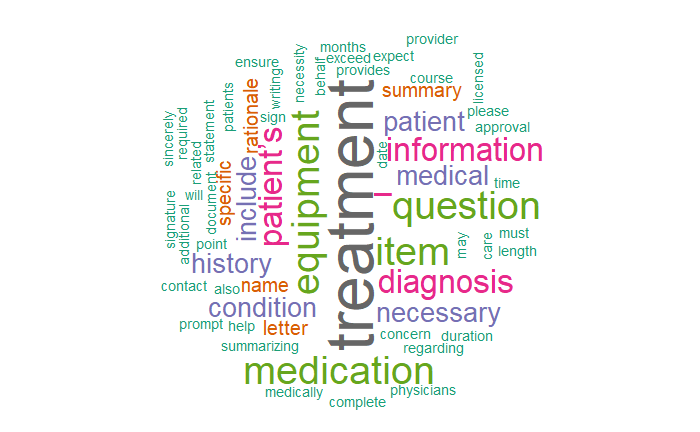 provider
months
exceed
expect
ensure
necessity
behalf
provides
course
licensed
writing
summary
please
patients
rationale
sign
treatment
patient
approval
sincerely
required
statement
patient's
equipment
date
information
related
document
specific
include
_
medical
time
will
question
signature
additional
point
item
may
care
must
length
history
contact
also
name
diagnosis
condition
necessary
prompt
help
letter
concern
duration
summarizing
regarding
medication
medically
physicians
complete